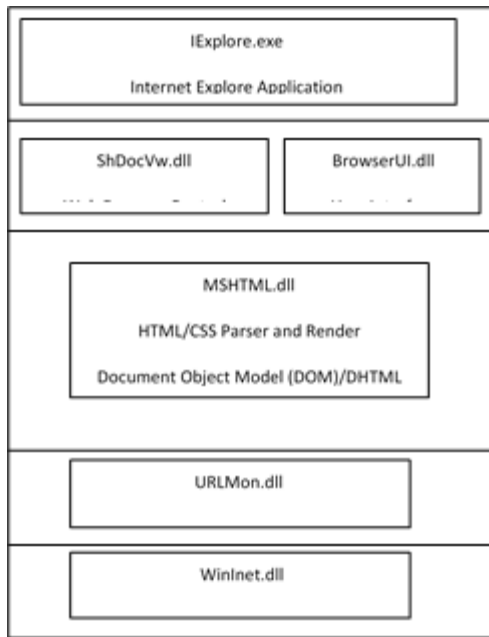 IExplore.exe
Internet Explore Application
ShDocVw.dll
BrowserUI.dll
MSHTML.dll
HTML/CSS Parser and Render
Document Object Model (DOM)/DHTML
URLMon.dll
WinInet.dll